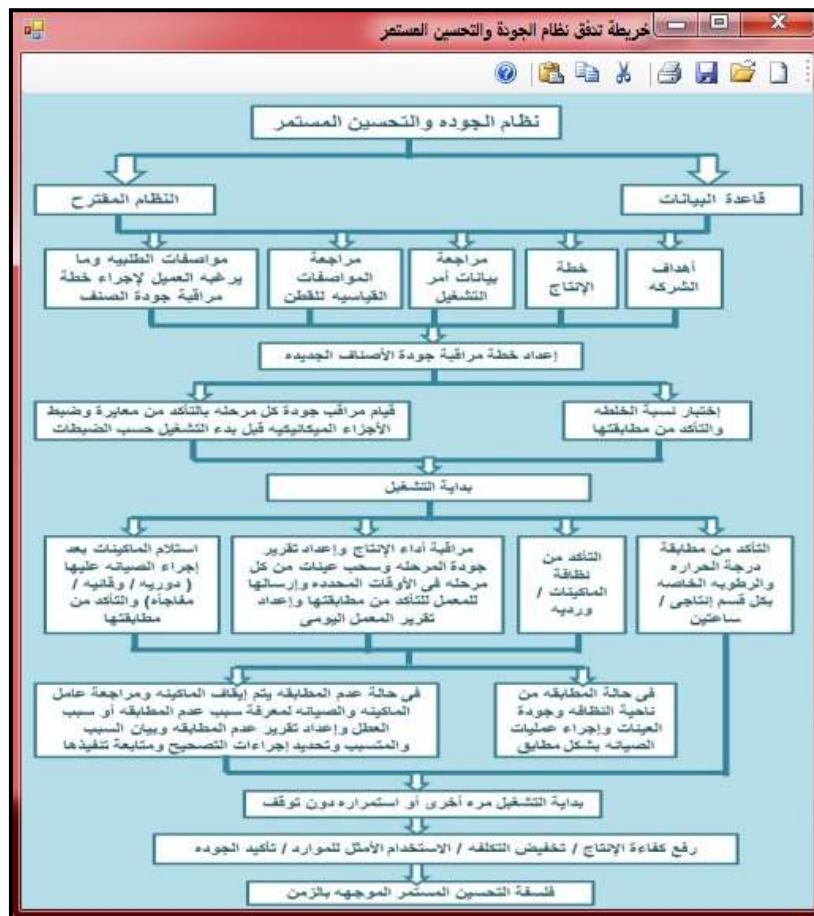 خريطة تدفق نظام الجودة والتحسين المستمر
نظام الجوده والتحسين المستمر
قاعدة البيانات
النظام المقترح
أهداف
الشركه
خطة
الإنتاج
مراجعة
بيانات أمر
التشغيل
مراجعة
المواصفات
القياسيه للقطن
مواصفات الطلبيه وما
يرغبه العميل لإجراء خطة
مراقبة جودة الصنف
إعداد خطة مراقبة جودة الأصناف الجديده
إختبار نسبة الخلطه
والتأكد من مطابقتها
قيام مراقب جودة كل مرحله بالتأكد من معايرة وضبط
الأجزاء الميكانيكيه قبل بدء التشغيل حسب الضبطات
بداية التشغيل
التأكد من مطابقة
درجة الحراره
والرطوبه الخاصه
بكل قسم إنتاجى /
ساعتين
التأكد من
نظافة
الماكينات /
ورديه
مراقبة أداء الإنتاج وإعداد تقرير
جودة المرحله وسحب عينات من كل
مرحله فى الأوقات المحدده وإرسالها
للمعمل للتأكد من مطابقتها وإعداد
تقرير المعمل اليومى
استلام الماكينات بعد
إجراء الصيانه عليها
( دوريه / وقائيه /
مفاجأه) والتأكد من
مطابقتها
فى حالة المطابقه من
ناحية النظافه وجودة
العينات وإجراء عمليات
الصيانه بشكل مطابق
فى حالة عدم المطابقه يتم إيقاف الماكينه ومراجعة عامل
الماكينه والصيانه لمعرفة سبب عدم المطابقه أو سبب
العطل وإعداد تقرير عدم المطابقه وبيان السبب
والمتسبب وتحديد إجراءات التصحيح ومتابعة تنفيذها
بداية التشغيل مره أخرى أو استمراره دون توقف
رفع كفاءة الإنتاج / تخفيض التكلفه / الاستخدام الأمثل للموارد / تأكيد الجوده
فلسفة التحسين المستمر الموجهه بالزمن